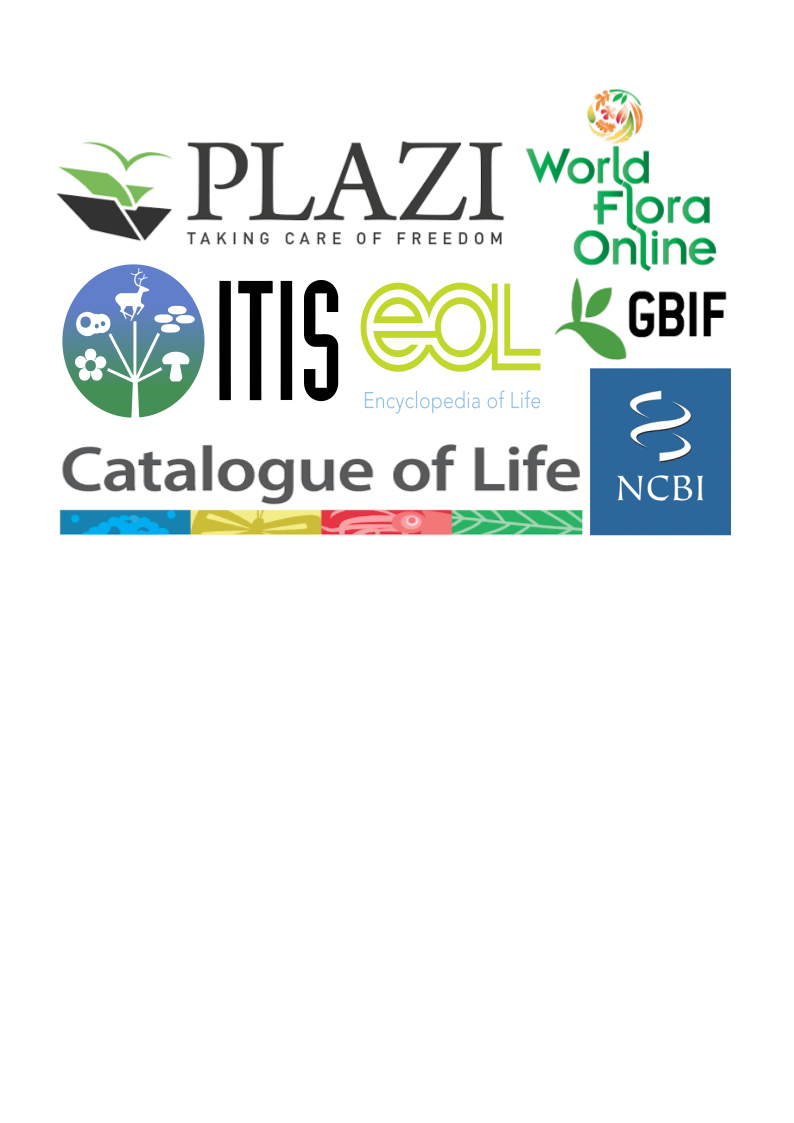 PLAZI
TAKING CARE OF FREEDOM
World
Flora
Online
ITIS
eOL
Encyclopedia of Life
GBIF
Catalogue of Life
NCBI